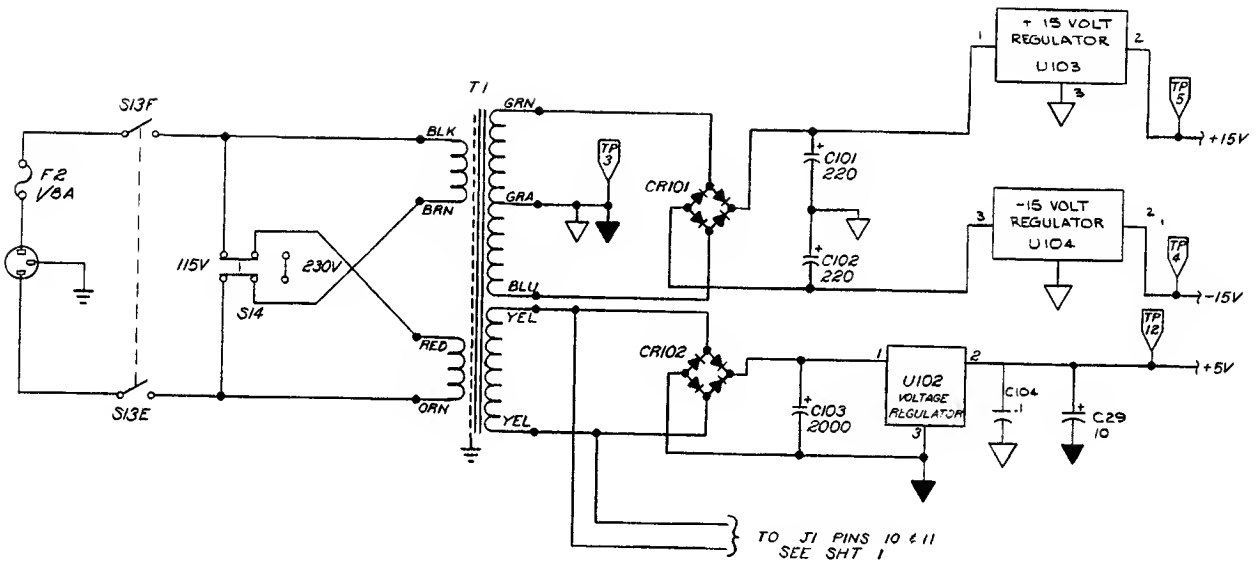 + 15 VOLT
REGULATOR
U103
1
2
3
TP
5
+15V
S13F
T1
GRN
BLK
F2
1/8A
TP
3
C101
220
CR101
GRA
BRN
-15 VOLT
REGULATOR
U104
3
2
1
TP
4
-15V
115V
230V
S14
C102
220
BLU
YEL
RED
CR102
TP
12
+5V
1
U102
VOLTAGE
REGULATOR
2
3
C104
.1
C29
10
C103
2000
S13E
ORN
YEL
TO J1 PINS 10 & 11
SEE SHT 1